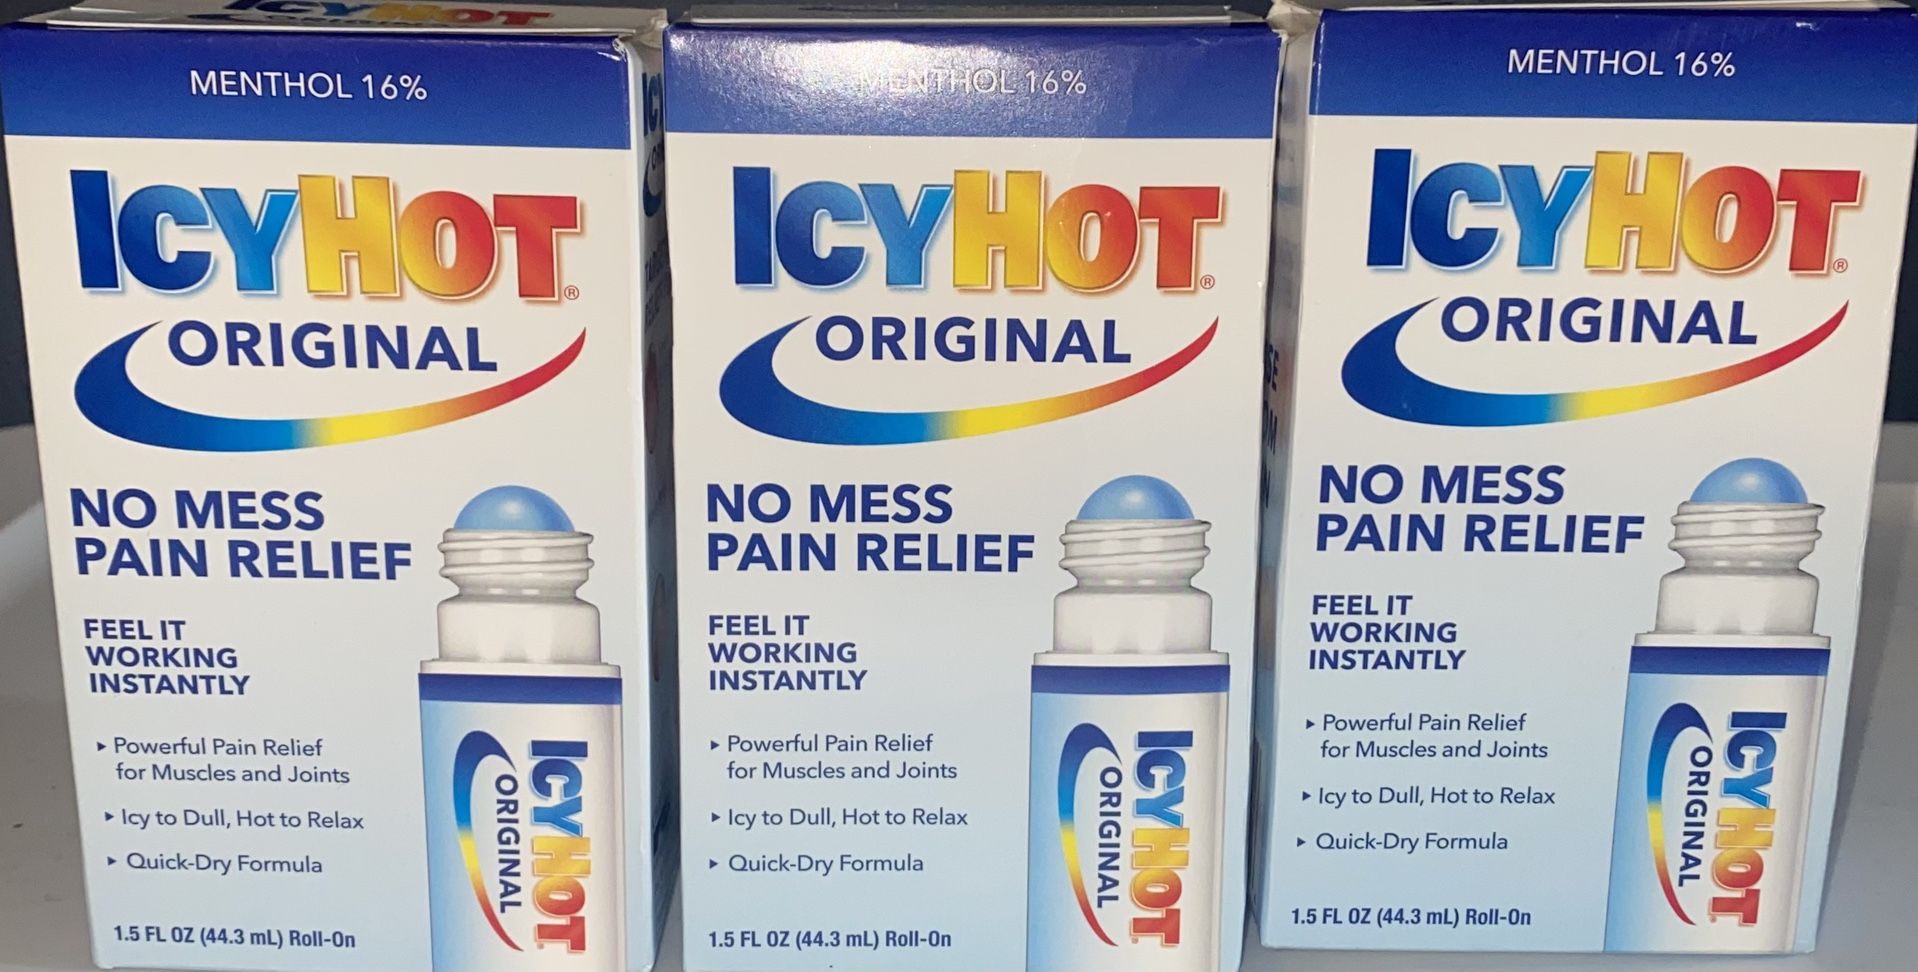 ICYHOT
MENTHOL 16%
ICYHOT®
ORIGINAL
NO MESS
PAIN RELIEF
FEEL IT
WORKING
INSTANTLY
▸ Powerful Pain Relief
for Muscles and Joints
▸ Icy to Dull, Hot to Relax
▸ Quick-Dry Formula
1.5 FL OZ (44.3 mL) Roll-On
ICYHOT
ORIGINAL
MENTHOL 16%
ICYHOT®
ORIGINAL
NO MESS
PAIN RELIEF
FEEL IT
WORKING
INSTANTLY
▸ Powerful Pain Relief
for Muscles and Joints
▸ Icy to Dull, Hot to Relax
▸ Quick-Dry Formula
1.5 FL OZ (44.3 mL) Roll-On
ICYHOT
ORIGINAL
MENTHOL 16%
ICYHOT®
ORIGINAL
NO MESS
PAIN RELIEF
FEEL IT
WORKING
INSTANTLY
▸ Powerful Pain Relief
for Muscles and Joints
▸ Icy to Dull, Hot to Relax
▸ Quick-Dry Formula
1.5 FL OZ (44.3 mL) Roll-On
ICYHOT
ORIGINAL